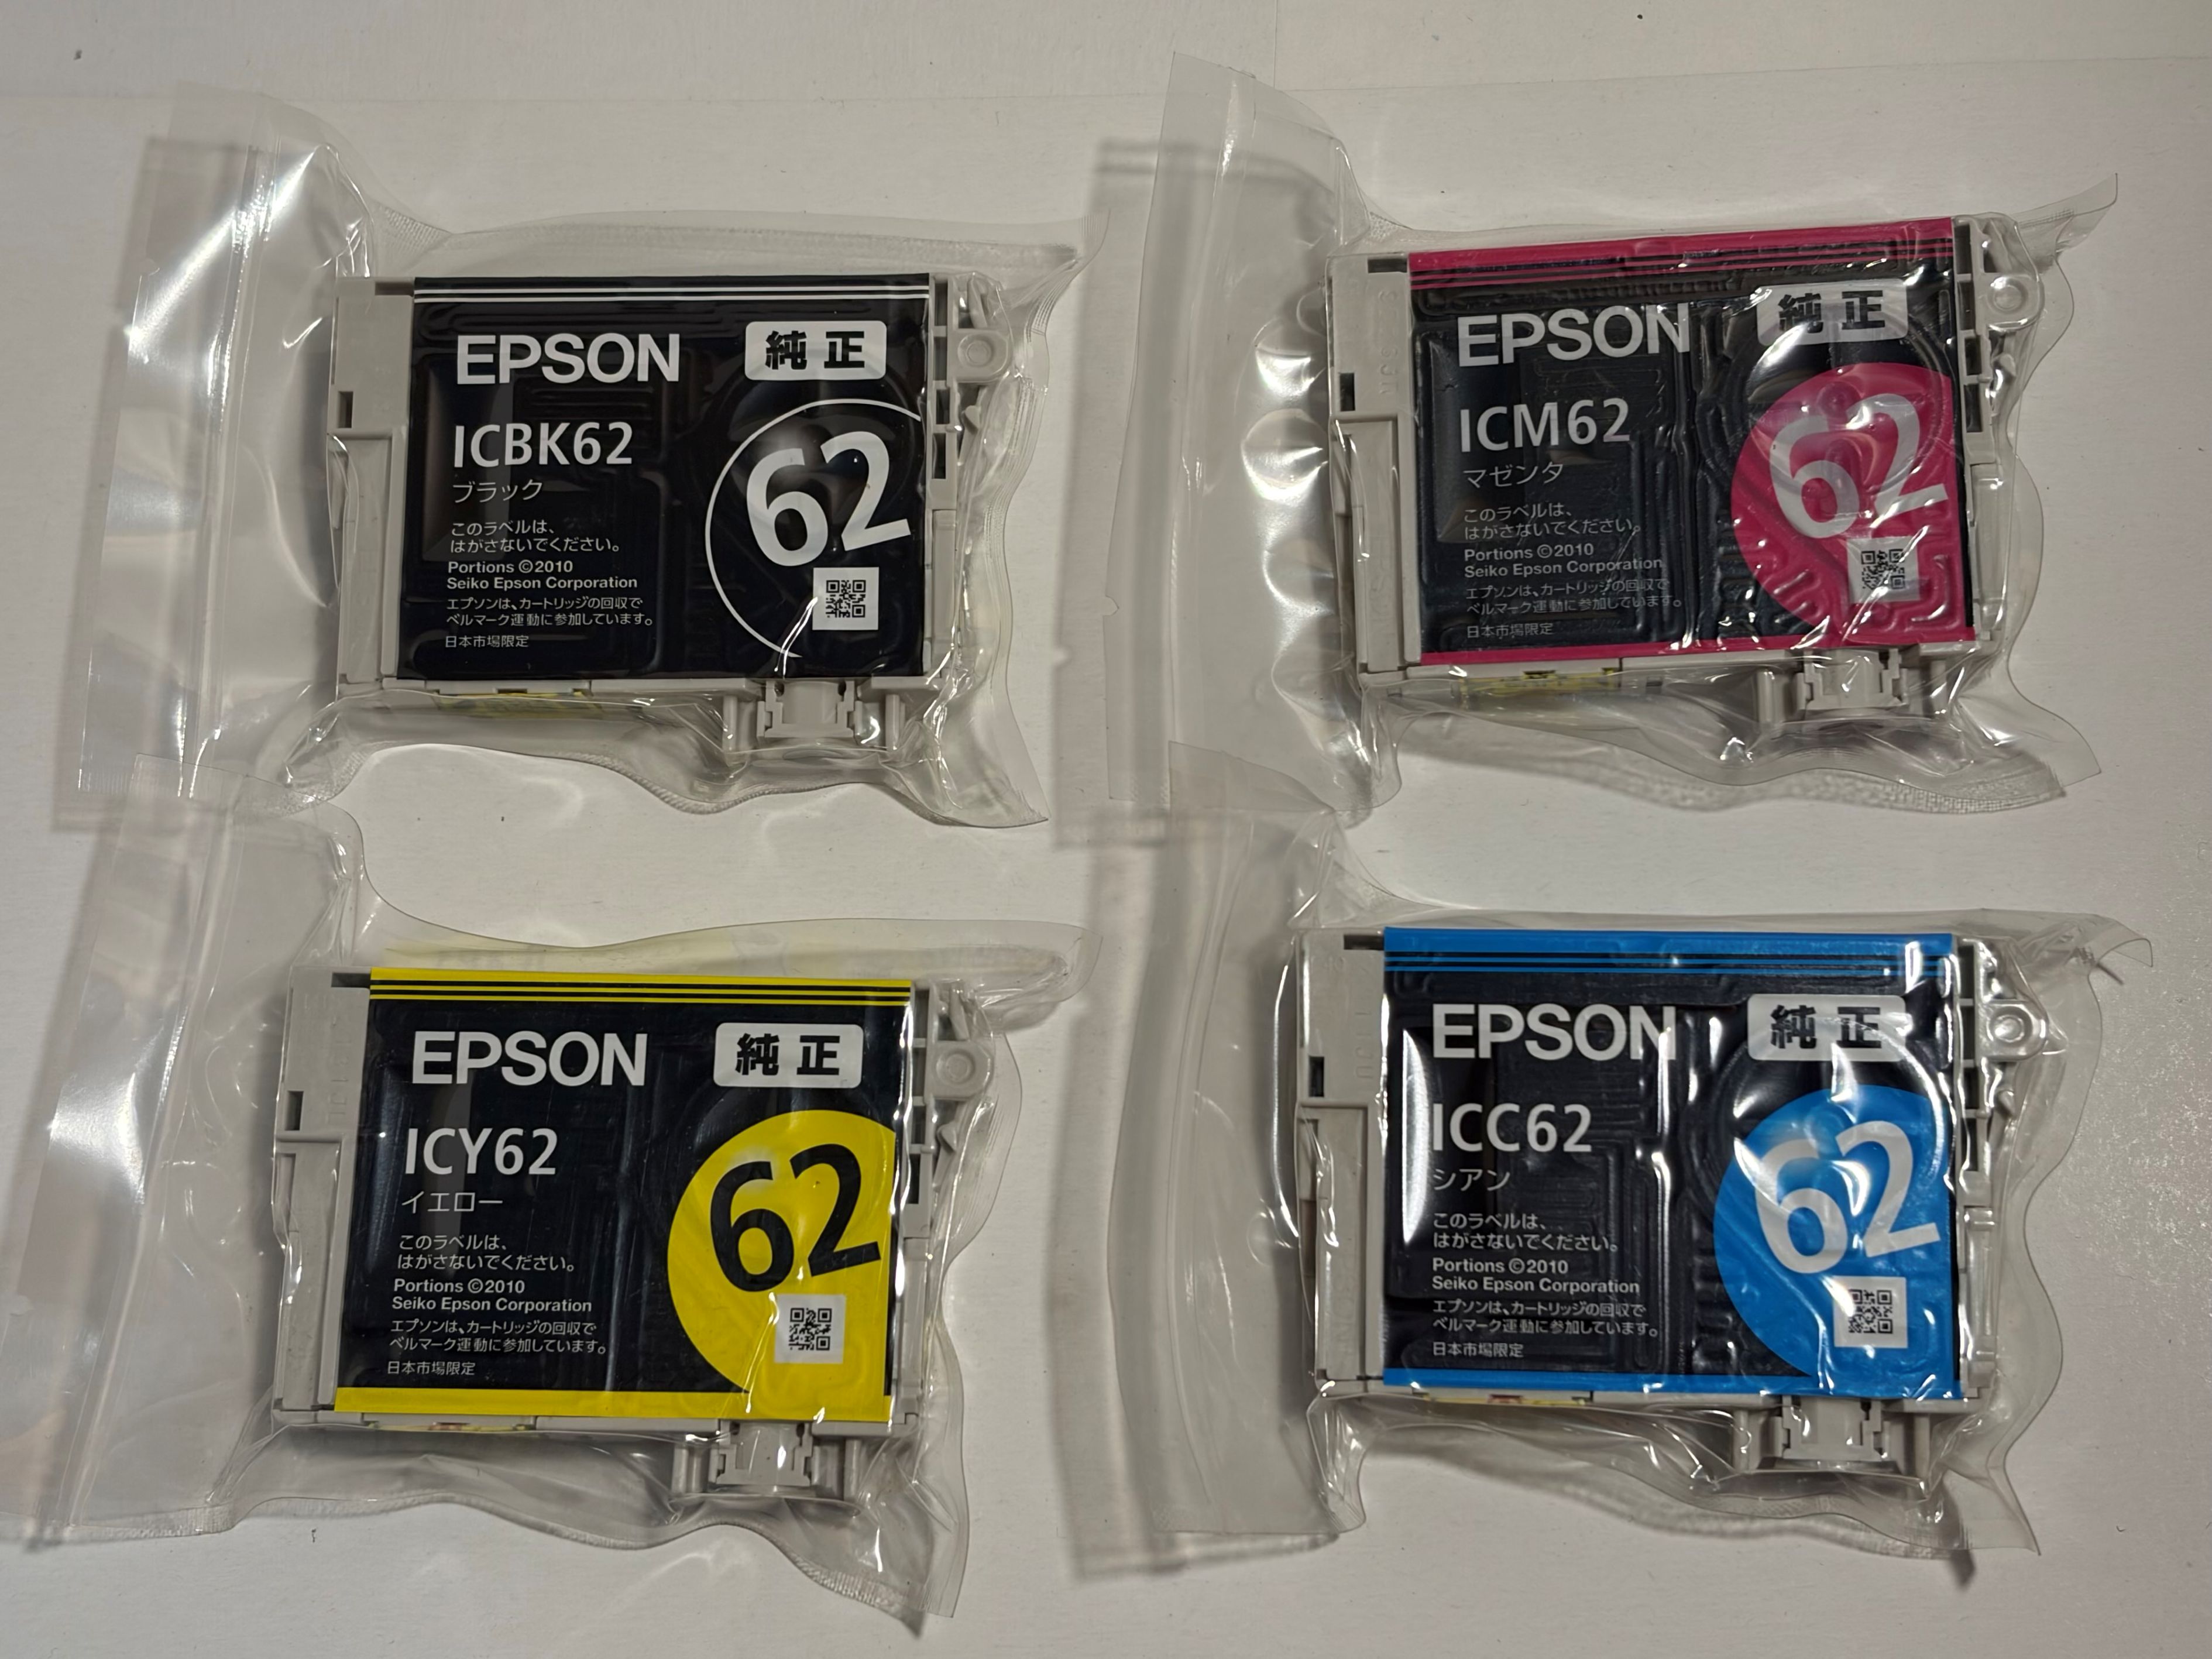 EPSON 純正
ICBK62
ブラック
62
このラベルは、
はがさないでください。
Portions ©2010
Seiko Epson Corporation
エプソンは、カートリッジの回収で
ベルマーク運動に参加しています。
日本市場限定
EPSON 純正
ICM62
マゼンタ
62
このラベルは、
はがさないでください。
Portions ©2010
Seiko Epson Corporation
エプソンは、カートリッジの回収で
ベルマーク運動に参加しています。
日本市場限定
EPSON 純正
ICY62
イエロー
62
このラベルは、
はがさないでください。
Portions ©2010
Seiko Epson Corporation
エプソンは、カートリッジの回収で
ベルマーク運動に参加しています。
日本市場限定
EPSON 純正
ICC62
シアン
62
このラベルは、
はがさないでください。
Portions ©2010
Seiko Epson Corporation
エプソンは、カートリッジの回収で
ベルマーク運動に参加しています。
日本市場限定